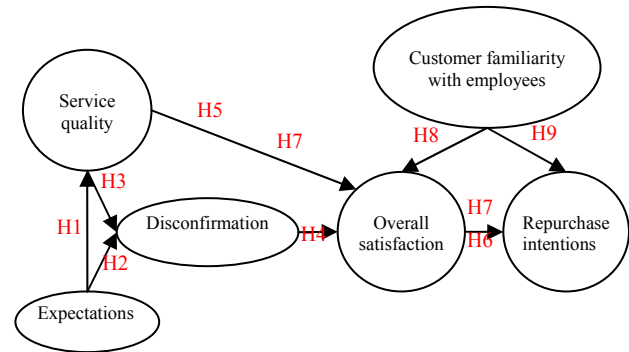 Customer familiarity
with employees
Service
quality
H5
H7
H8
H9
H3
Disconfirmation
H4
Overall
satisfaction
H7
H6
Repurchase
intentions
H1
H2
Expectations